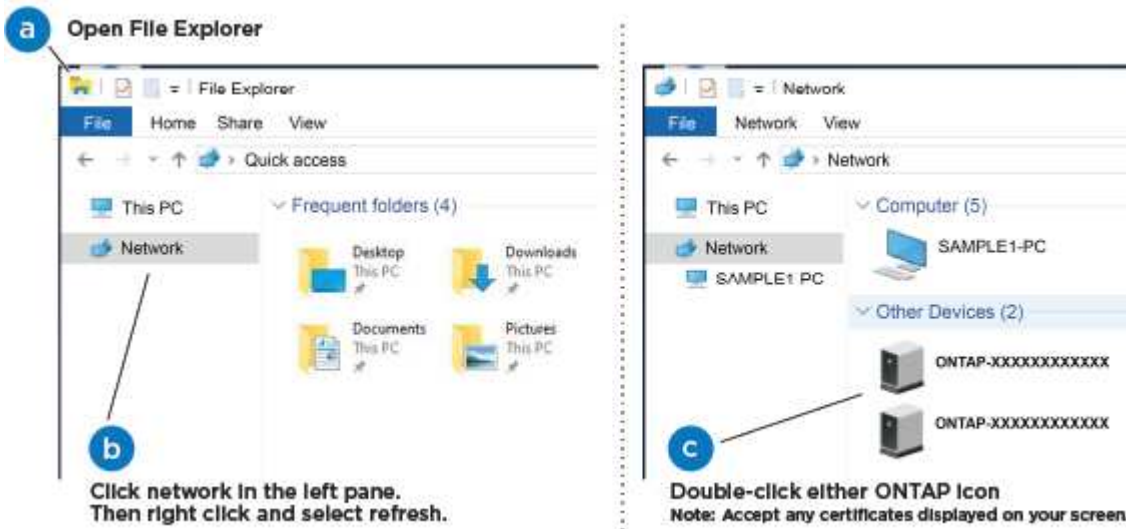 a
Open File Explorer
File Explorer
File Home Share View
Quick access
This PC
Network
Frequent folders (4)
Desktop
This PC
Downloads
This PC
Documents
This PC
Pictures
This PC
b
Click network in the left pane.
Then right click and select refresh.
Network
File Network View
Network
This PC
Network
SAMPLE1 PC
Computer (5)
SAMPLE1-PC
Other Devices (2)
ONTAP-XXXXXXXXXXXX
ONTAP-XXXXXXXXXXXX
c
Double-click either ONTAP icon
Note: Accept any certificates displayed on your screen